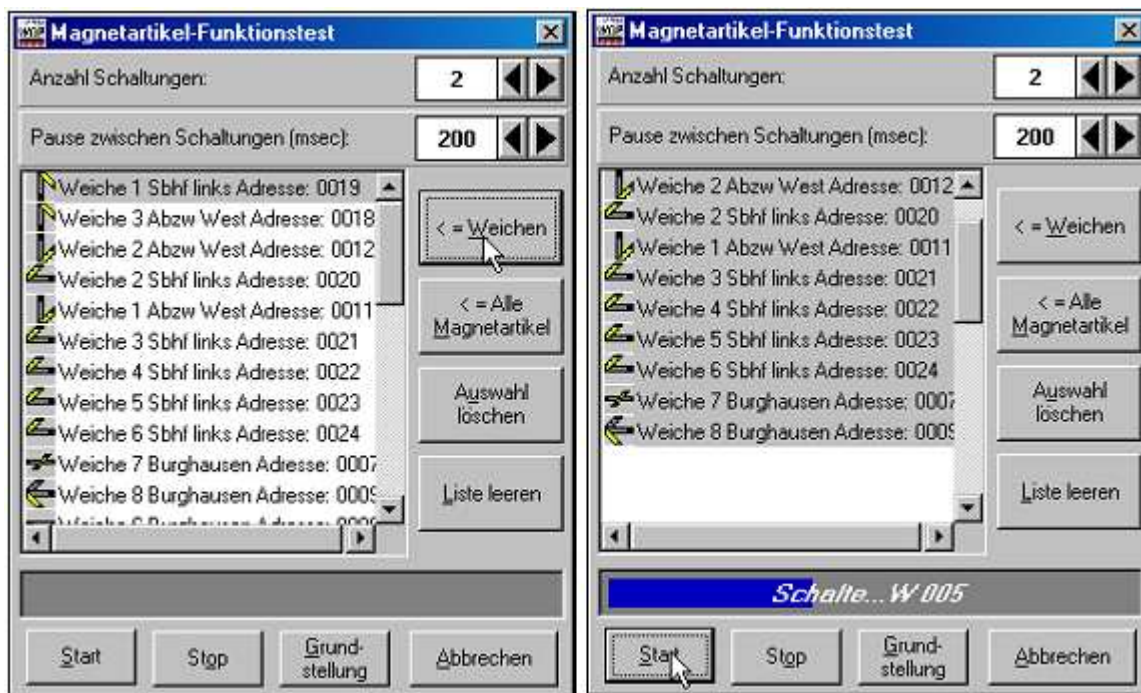 Magnetartikel-Funktionstest
Anzahl Schaltungen:
2
Pause zwischen Schaltungen (msec):
200
Weiche 1 Sbhf links Adresse: 0019
Weiche 3 Abzw West Adresse: 0018
Weiche 2 Abzw West Adresse: 0012
Weiche 2 Sbhf links Adresse: 0020
Weiche 1 Abzw West Adresse: 0011
Weiche 3 Sbhf links Adresse: 0021
Weiche 4 Sbhf links Adresse: 0022
Weiche 5 Sbhf links Adresse: 0023
Weiche 6 Sbhf links Adresse: 0024
Weiche 7 Burghausen Adresse: 0007
Weiche 8 Burghausen Adresse: 0009
< = Weichen
< = Alle
Magnetartikel
Auswahl
löschen
Liste leeren
Start
Stop
Grund-
stellung
Abbrechen
Magnetartikel-Funktionstest
Anzahl Schaltungen:
2
Pause zwischen Schaltungen (msec):
200
Weiche 2 Abzw West Adresse: 0012
Weiche 2 Sbhf links Adresse: 0020
Weiche 1 Abzw West Adresse: 0011
Weiche 3 Sbhf links Adresse: 0021
Weiche 4 Sbhf links Adresse: 0022
Weiche 5 Sbhf links Adresse: 0023
Weiche 6 Sbhf links Adresse: 0024
Weiche 7 Burghausen Adresse: 0007
Weiche 8 Burghausen Adresse: 0009
< = Weichen
< = Alle
Magnetartikel
Auswahl
löschen
Liste leeren
Schalte... W 005
Start
Stop
Grund-
stellung
Abbrechen